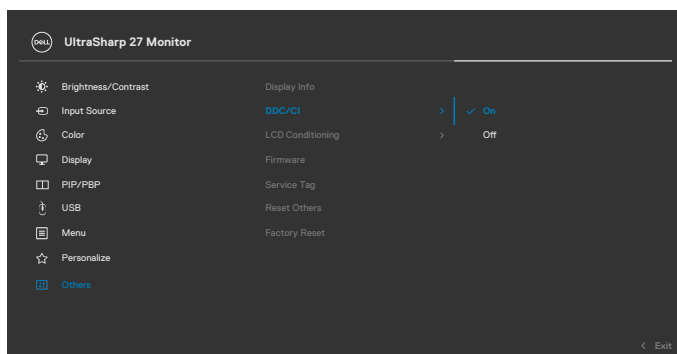 DELL UltraSharp 27 Monitor
Brightness/Contrast Display Info
Input Source DDC/CI > ✓ On
Color LCD Conditioning > Off
Display Firmware
PIP/PBP Service Tag
USB Reset Others
Menu Factory Reset
Personalize
Others
< Exit